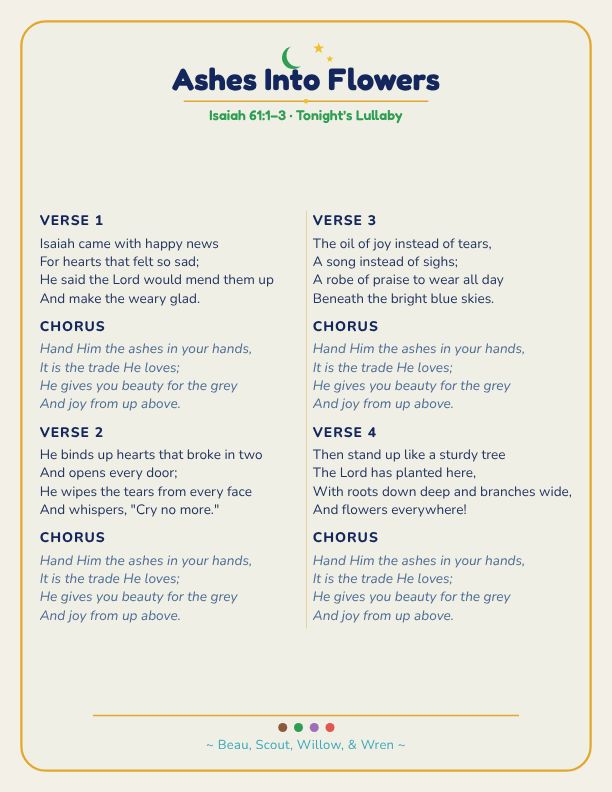 Ashes Into Flowers
Isaiah 61:1–3 · Tonight's Lullaby
VERSE 1
Isaiah came with happy news
For hearts that felt so sad;
He said the Lord would mend them up
And make the weary glad.
CHORUS
Hand Him the ashes in your hands,
It is the trade He loves;
He gives you beauty for the grey
And joy from up above.
VERSE 2
He binds up hearts that broke in two
And opens every door;
He wipes the tears from every face
And whispers, "Cry no more."
CHORUS
Hand Him the ashes in your hands,
It is the trade He loves;
He gives you beauty for the grey
And joy from up above.
VERSE 3
The oil of joy instead of tears,
A song instead of sighs;
A robe of praise to wear all day
Beneath the bright blue skies.
CHORUS
Hand Him the ashes in your hands,
It is the trade He loves;
He gives you beauty for the grey
And joy from up above.
VERSE 4
Then stand up like a sturdy tree
The Lord has planted here,
With roots down deep and branches wide,
And flowers everywhere!
CHORUS
Hand Him the ashes in your hands,
It is the trade He loves;
He gives you beauty for the grey
And joy from up above.
~ Beau, Scout, Willow, & Wren ~